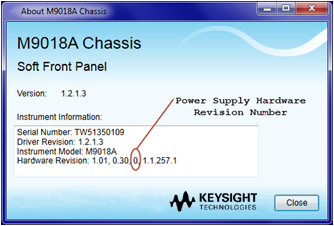 About M9018A Chassis
M9018A Chassis
Soft Front Panel
Version: 1.2.1.3
Power Supply Hardware
Revision Number
Instrument Information:
Serial Number: TW51350109
Driver Revision: 1.2.1.3
Instrument Model: M9018A
Hardware Revision: 1.01, 0.30, 0, 1.1.257.1
KEYSIGHT
TECHNOLOGIES
Close